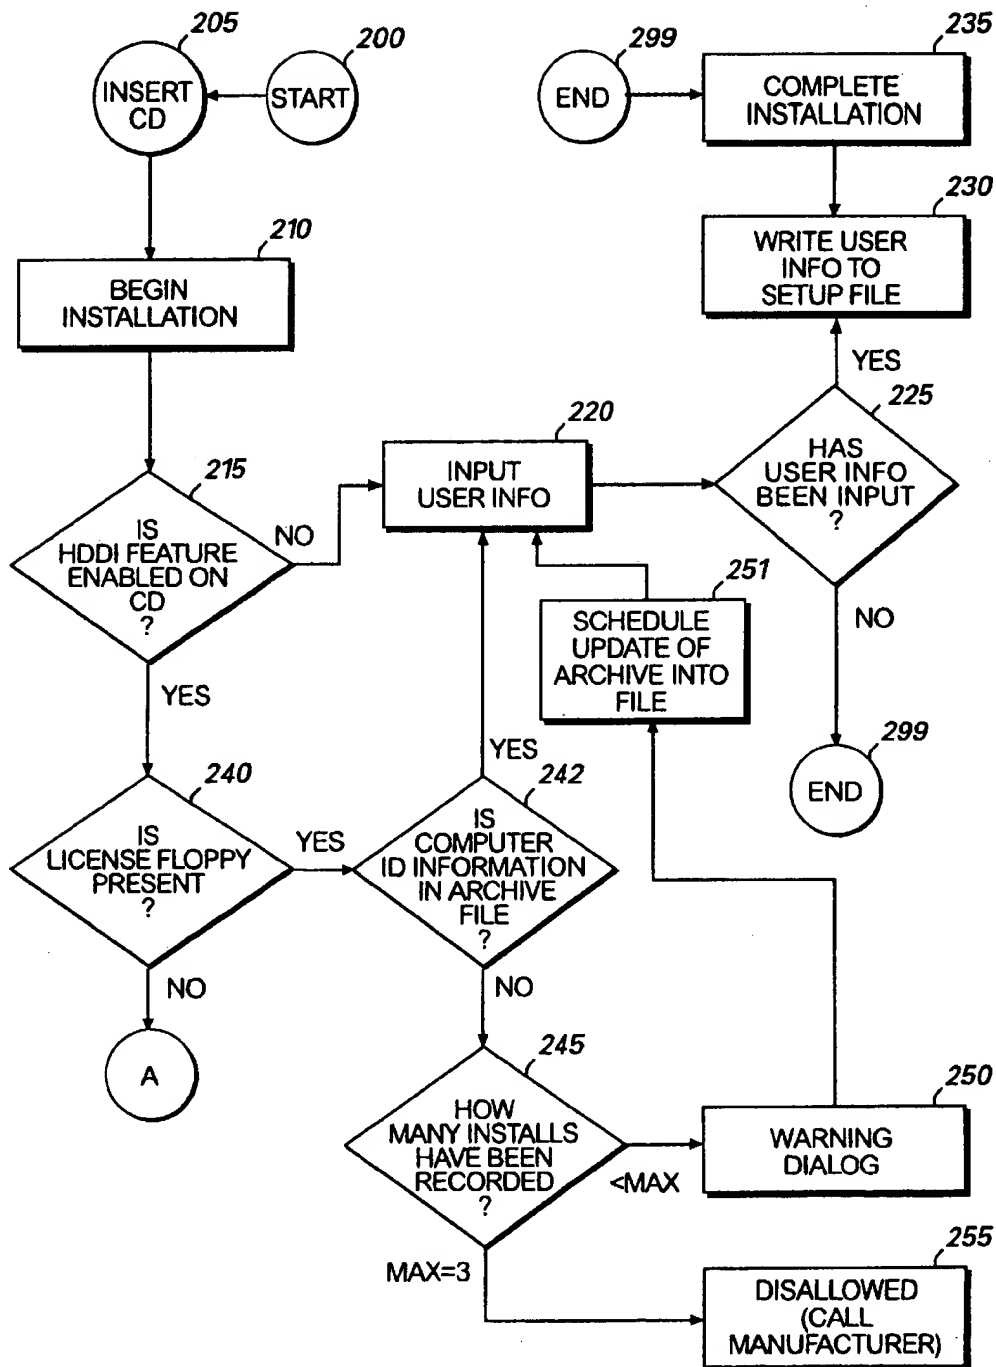 205
INSERT
CD
200
START
299
END
235
COMPLETE
INSTALLATION
230
WRITE USER
INFO TO
SETUP FILE
210
BEGIN
INSTALLATION
YES
225
HAS
USER INFO
BEEN INPUT
?
220
INPUT
USER INFO
215
IS
HDDI FEATURE
ENABLED ON
CD
?
NO
251
SCHEDULE
UPDATE OF
ARCHIVE INTO
FILE
NO
YES
299
END
240
IS
LICENSE FLOPPY
PRESENT
?
YES
YES
242
IS
COMPUTER
ID INFORMATION
IN ARCHIVE
FILE
?
NO
A
NO
245
HOW
MANY INSTALLS
HAVE BEEN
RECORDED
?
<MAX
250
WARNING
DIALOG
MAX=3
255
DISALLOWED
(CALL
MANUFACTURER)